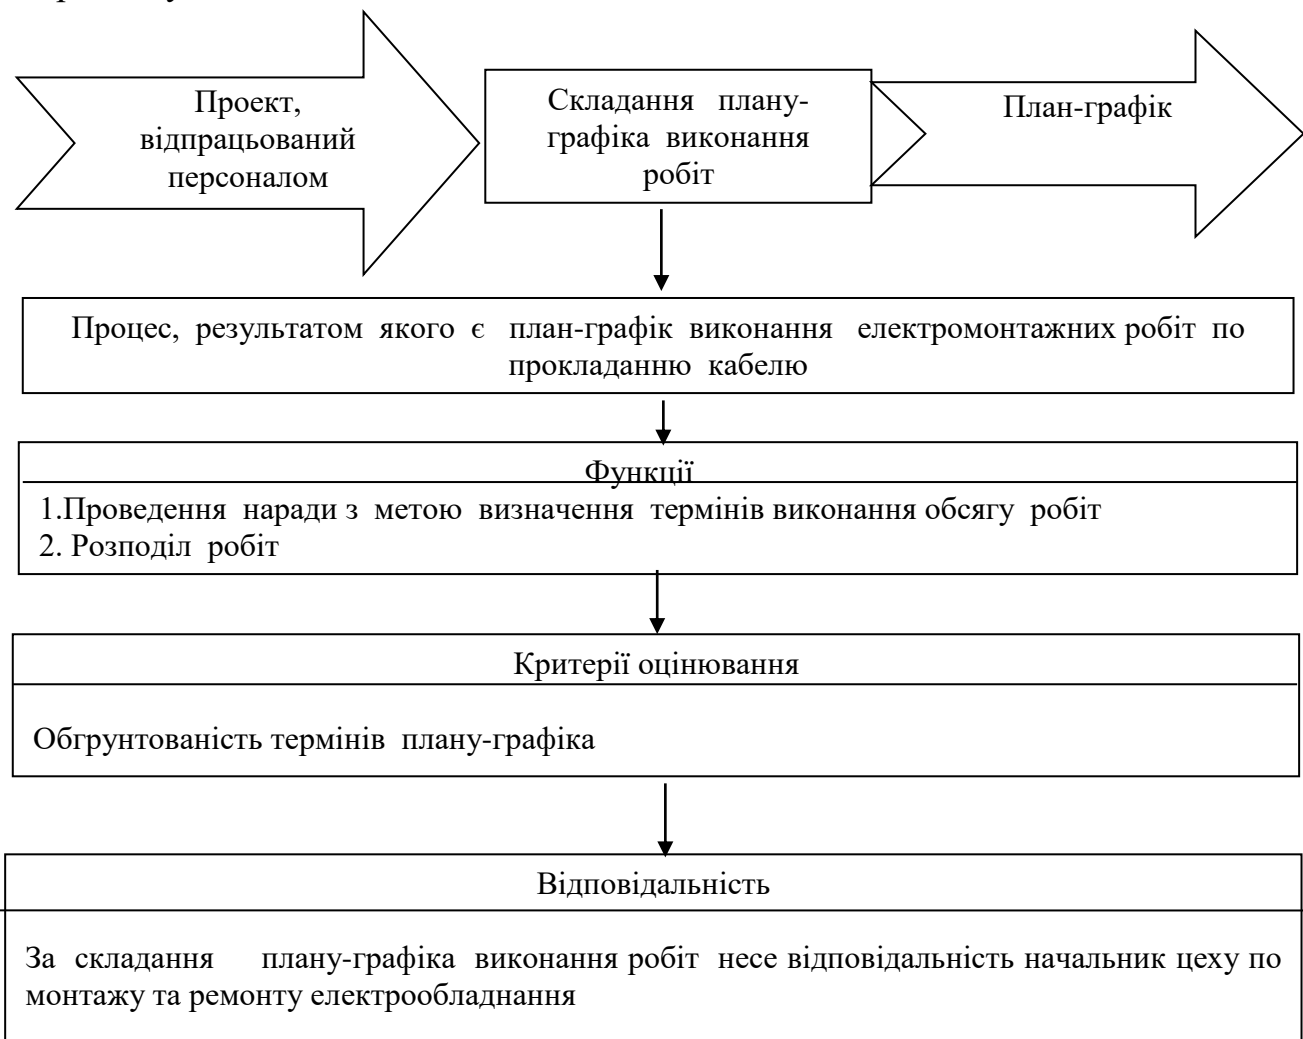 Проект,
відпрацьований
персоналом
Складання плану-
графіка виконання
робіт
План-графік
Процес, результатом якого є план-графік виконання електромонтажних робіт по
прокладанню кабелю
Функції
1.Проведення наради з метою визначення термінів виконання обсягу робіт
2. Розподіл робіт
Критерії оцінювання
Обгрунтованість термінів плану-графіка
Відповідальність
За складання плану-графіка виконання робіт несе відповідальність начальник цеху по
монтажу та ремонту електрообладнання